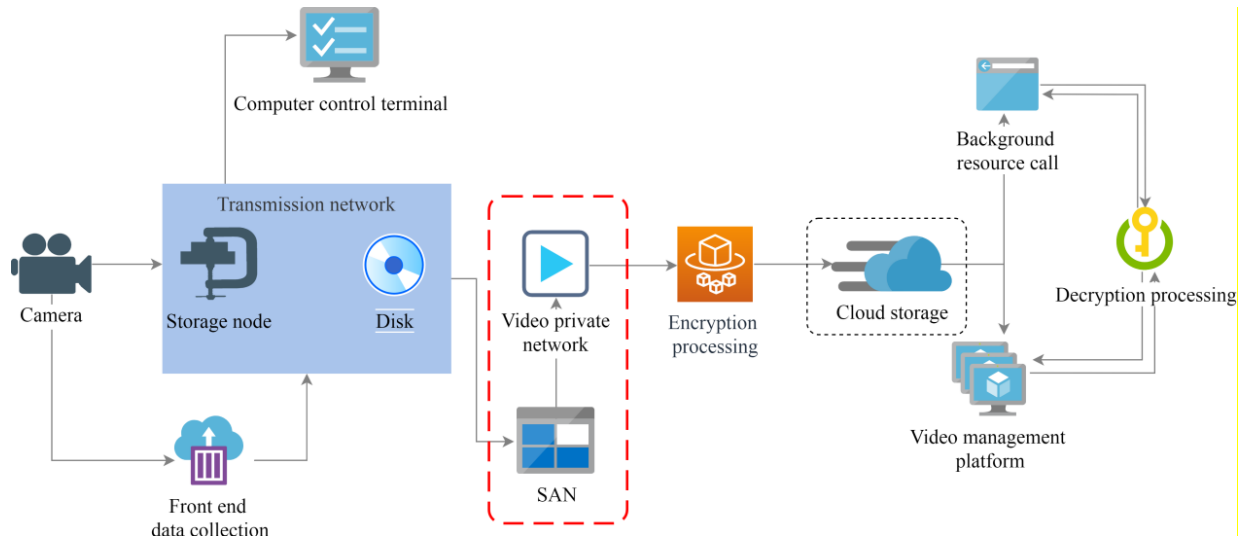 Computer control terminal
Transmission network
Camera
Storage node
Disk
Front end
data collection
Video private
network
SAN
Encryption
processing
Cloud storage
Background
resource call
Decryption processing
Video management
platform